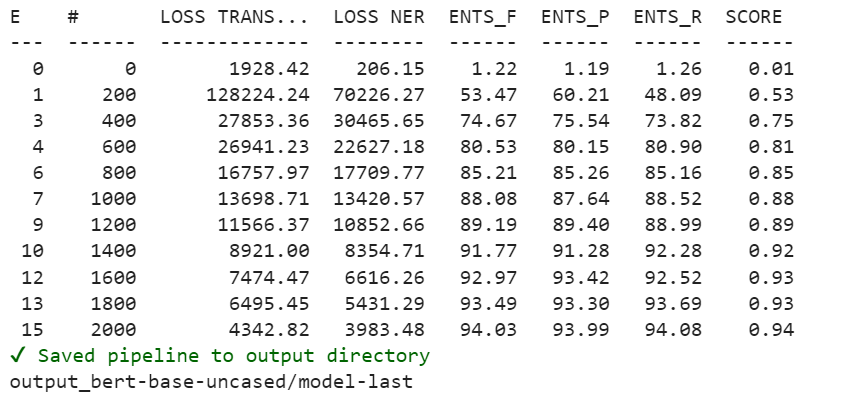 E # LOSS TRANS... LOSS NER ENTS_F ENTS_P ENTS_R SCORE
--- ------ ------------- -------- ------ ------ ------ ------
0 0 1928.42 206.15 1.22 1.19 1.26 0.01
1 200 128224.24 70226.27 53.47 60.21 48.09 0.53
3 400 27853.36 30465.65 74.67 75.54 73.82 0.75
4 600 26941.23 22627.18 80.53 80.15 80.90 0.81
6 800 16757.97 17709.77 85.21 85.26 85.16 0.85
7 1000 13698.71 13420.57 88.08 87.64 88.52 0.88
9 1200 11566.37 10852.66 89.19 89.40 88.99 0.89
10 1400 8921.00 8354.71 91.77 91.28 92.28 0.92
12 1600 7474.47 6616.26 92.97 93.42 92.52 0.93
13 1800 6495.45 5431.29 93.49 93.30 93.69 0.93
15 2000 4342.82 3983.48 94.03 93.99 94.08 0.94
✓ Saved pipeline to output directory
output_bert-base-uncased/model-last